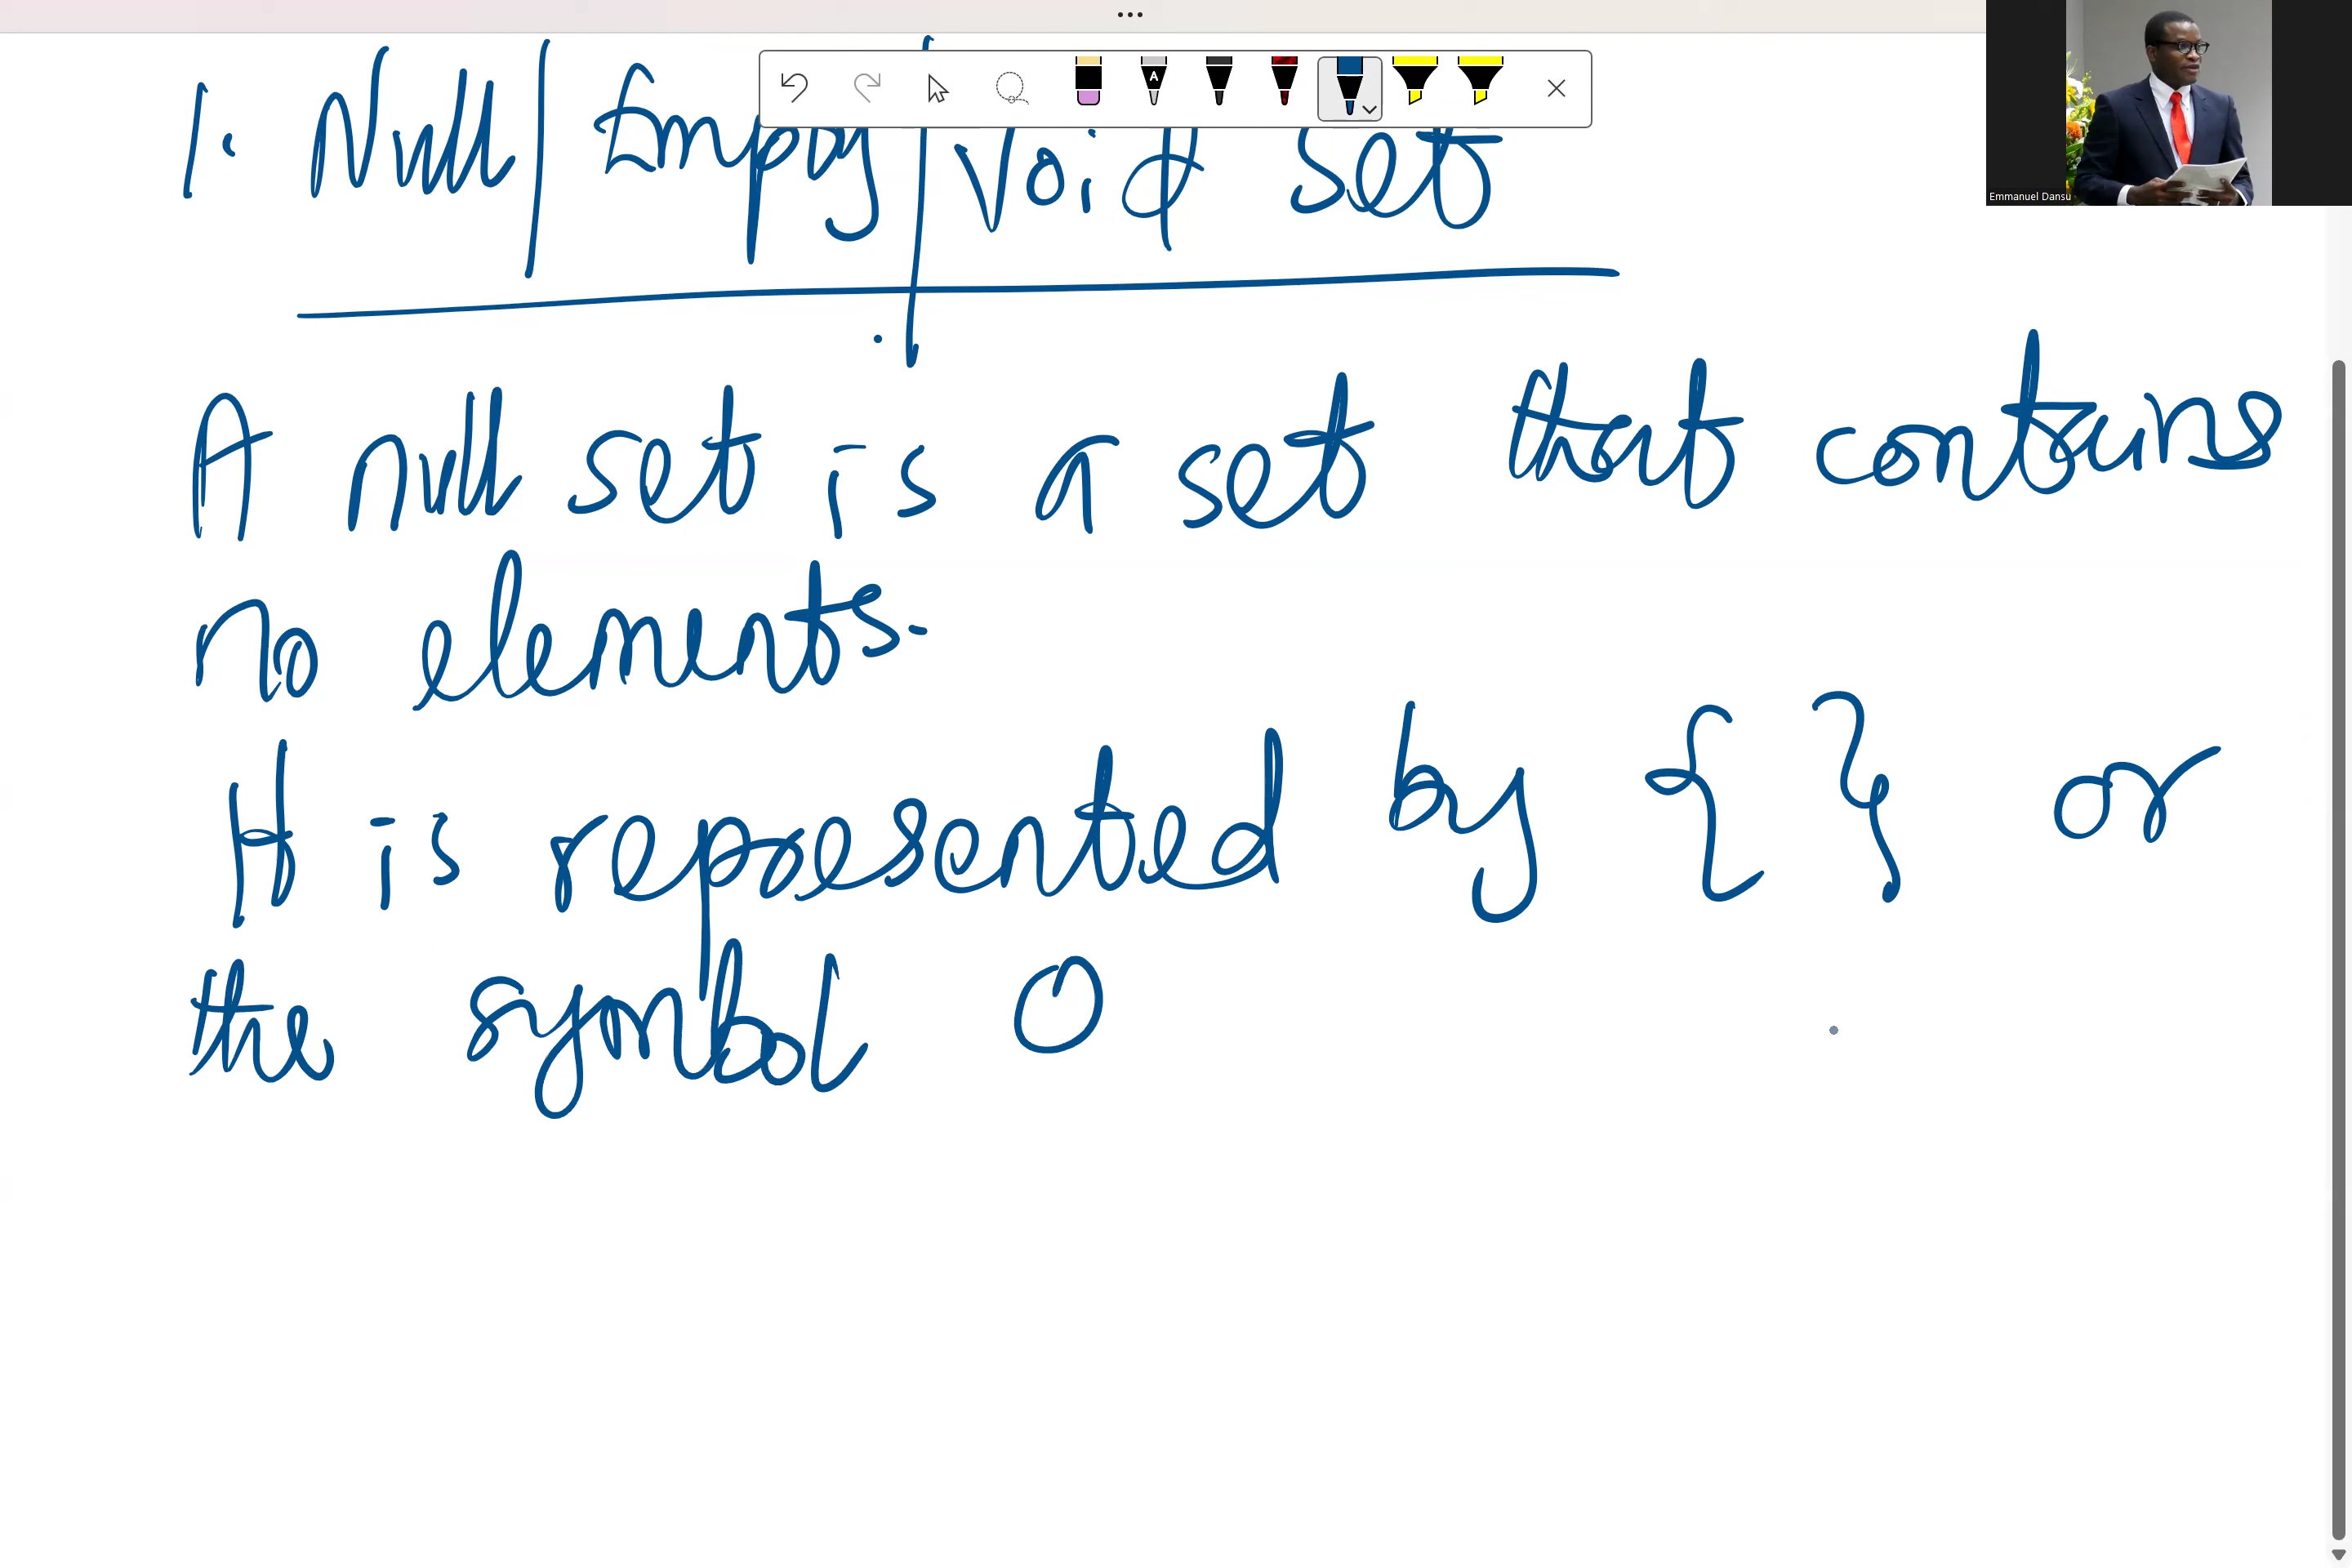 1. Null/Empty/Void set
A
Emmanuel Dansu
A null set is a set that contains
no elements.
It is represented by { } or
the symbol O